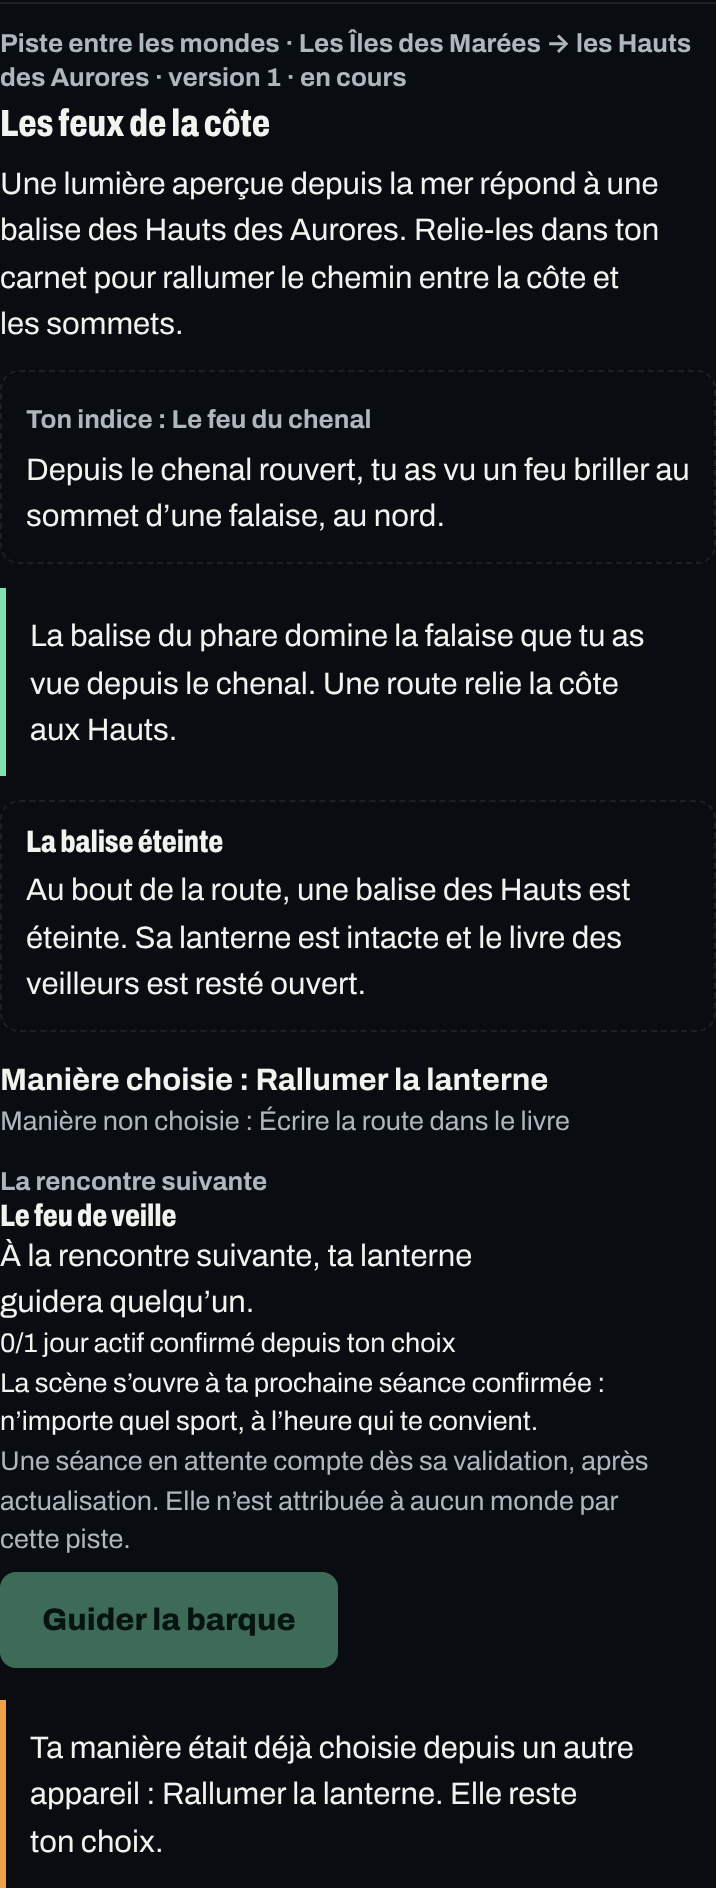 Piste entre les mondes · Les Îles des Marées → les Hauts
des Aurores · version 1 · en cours
Les feux de la côte
Une lumière aperçue depuis la mer répond à une
balise des Hauts des Aurores. Relie-les dans ton
carnet pour rallumer le chemin entre la côte et
les sommets.
Ton indice : Le feu du chenal
Depuis le chenal rouvert, tu as vu un feu briller au
sommet d’une falaise, au nord.
La balise du phare domine la falaise que tu as
vue depuis le chenal. Une route relie la côte
aux Hauts.
La balise éteinte
Au bout de la route, une balise des Hauts est
éteinte. Sa lanterne est intacte et le livre des
veilleurs est resté ouvert.
Manière choisie : Rallumer la lanterne
Manière non choisie : Écrire la route dans le livre
La rencontre suivante
Le feu de veille
À la rencontre suivante, ta lanterne
guidera quelqu’un.
0/1 jour actif confirmé depuis ton choix
La scène s’ouvre à ta prochaine séance confirmée :
n’importe quel sport, à l’heure qui te convient.
Une séance en attente compte dès sa validation, après
actualisation. Elle n’est attribuée à aucun monde par
cette piste.
Guider la barque
Ta manière était déjà choisie depuis un autre
appareil : Rallumer la lanterne. Elle reste
ton choix.